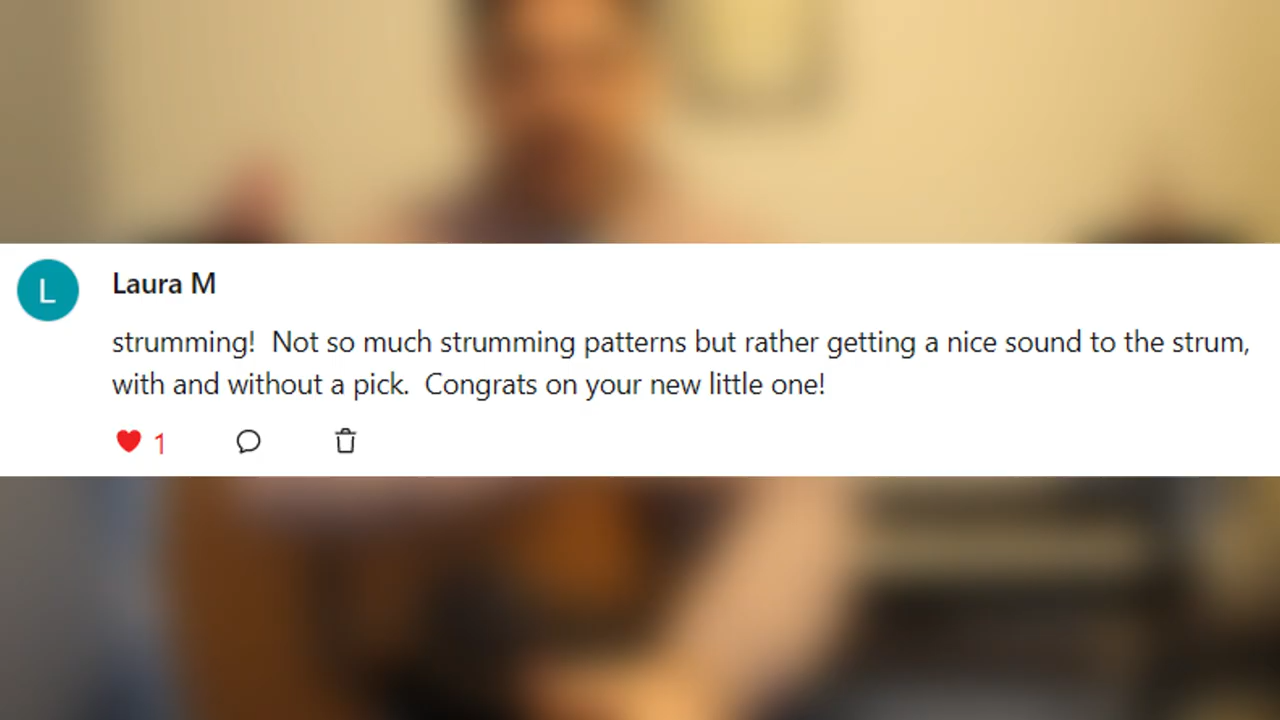 L
Laura M
strumming!  Not so much strumming patterns but rather getting a nice sound to the strum,
with and without a pick.  Congrats on your new little one!
1